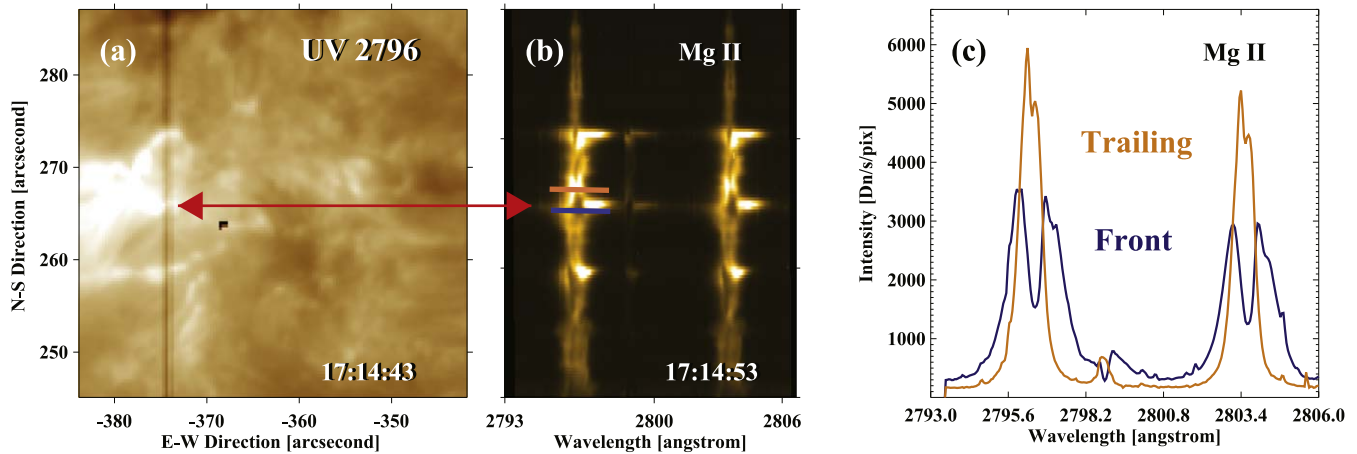 (a)
UV 2796
280
270
260
250
N-S Direction [arcsecond]
17:14:43
-380
-370
-360
-350
E-W Direction [arcsecond]
(b)
Mg II
17:14:53
2793
2800
2806
Wavelength [angstrom]
(c)
Mg II
6000
5000
4000
3000
2000
1000
Intensity [Dn/s/pix]
Trailing
Front
2793.0
2795.6
2798.2
2800.8
2803.4
2806.0
Wavelength [angstrom]